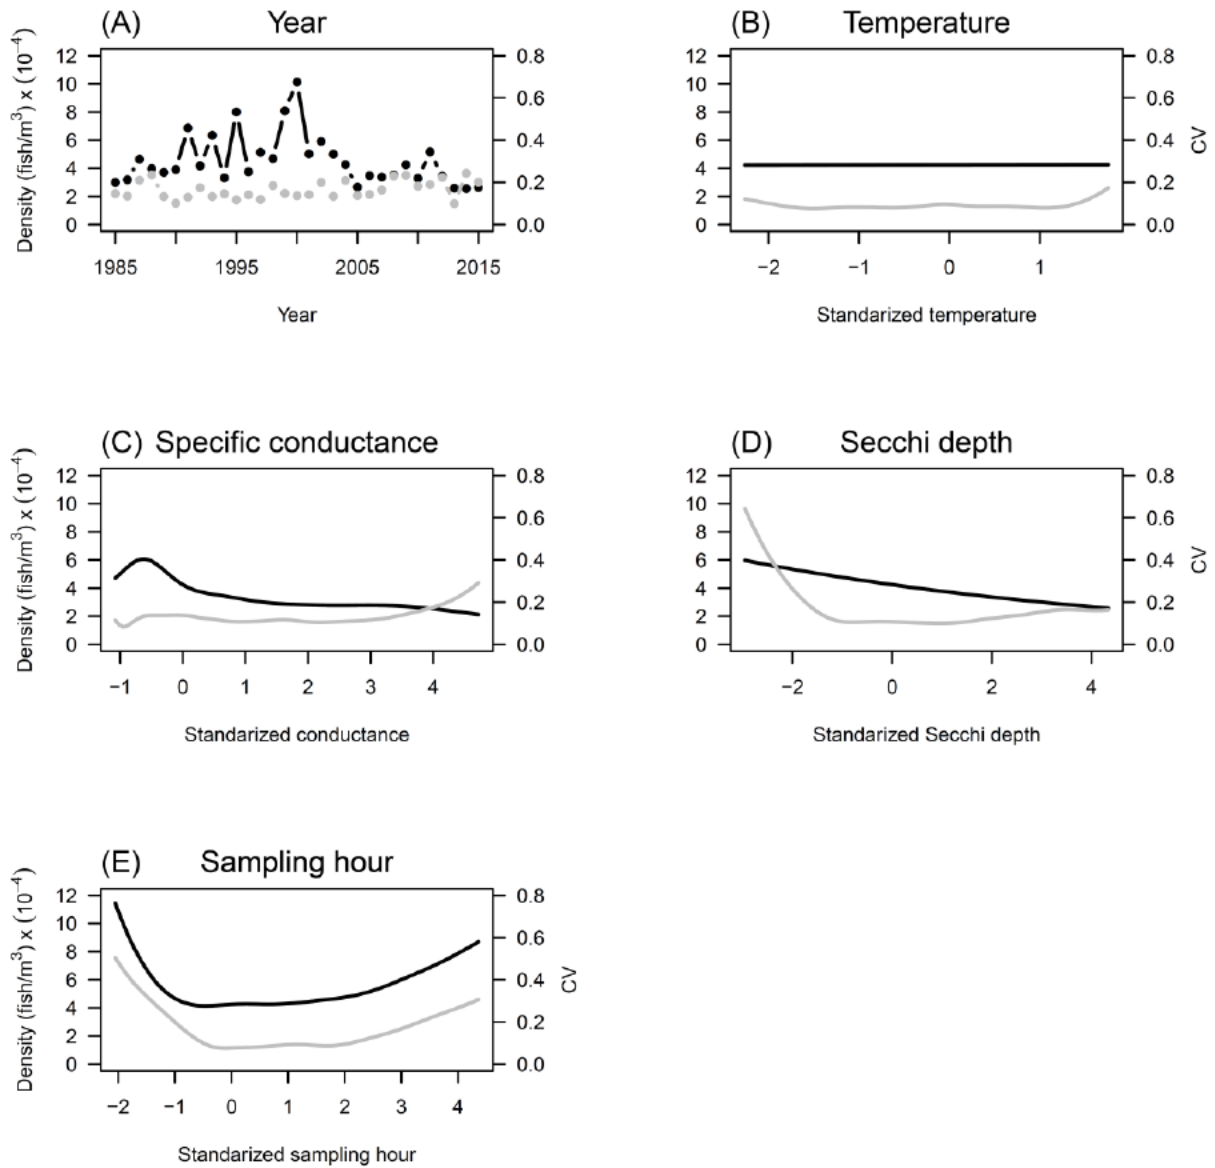 (A) Year
Density (fish/m³) x (10⁻⁴)
12
10
8
6
4
2
0
0.8
0.6
0.4
0.2
0.0
1985 1995 2005 2015
Year
(B) Temperature
12
10
8
6
4
2
0
0.8
0.6
0.4
0.2
0.0
CV
−2 −1 0 1
Standarized temperature
(C) Specific conductance
Density (fish/m³) x (10⁻⁴)
12
10
8
6
4
2
0
0.8
0.6
0.4
0.2
0.0
−1 0 1 2 3 4
Standarized conductance
(D) Secchi depth
12
10
8
6
4
2
0
0.8
0.6
0.4
0.2
0.0
CV
−2 0 2 4
Standarized Secchi depth
(E) Sampling hour
Density (fish/m³) x (10⁻⁴)
12
10
8
6
4
2
0
0.8
0.6
0.4
0.2
0.0
CV
−2 −1 0 1 2 3 4
Standarized sampling hour